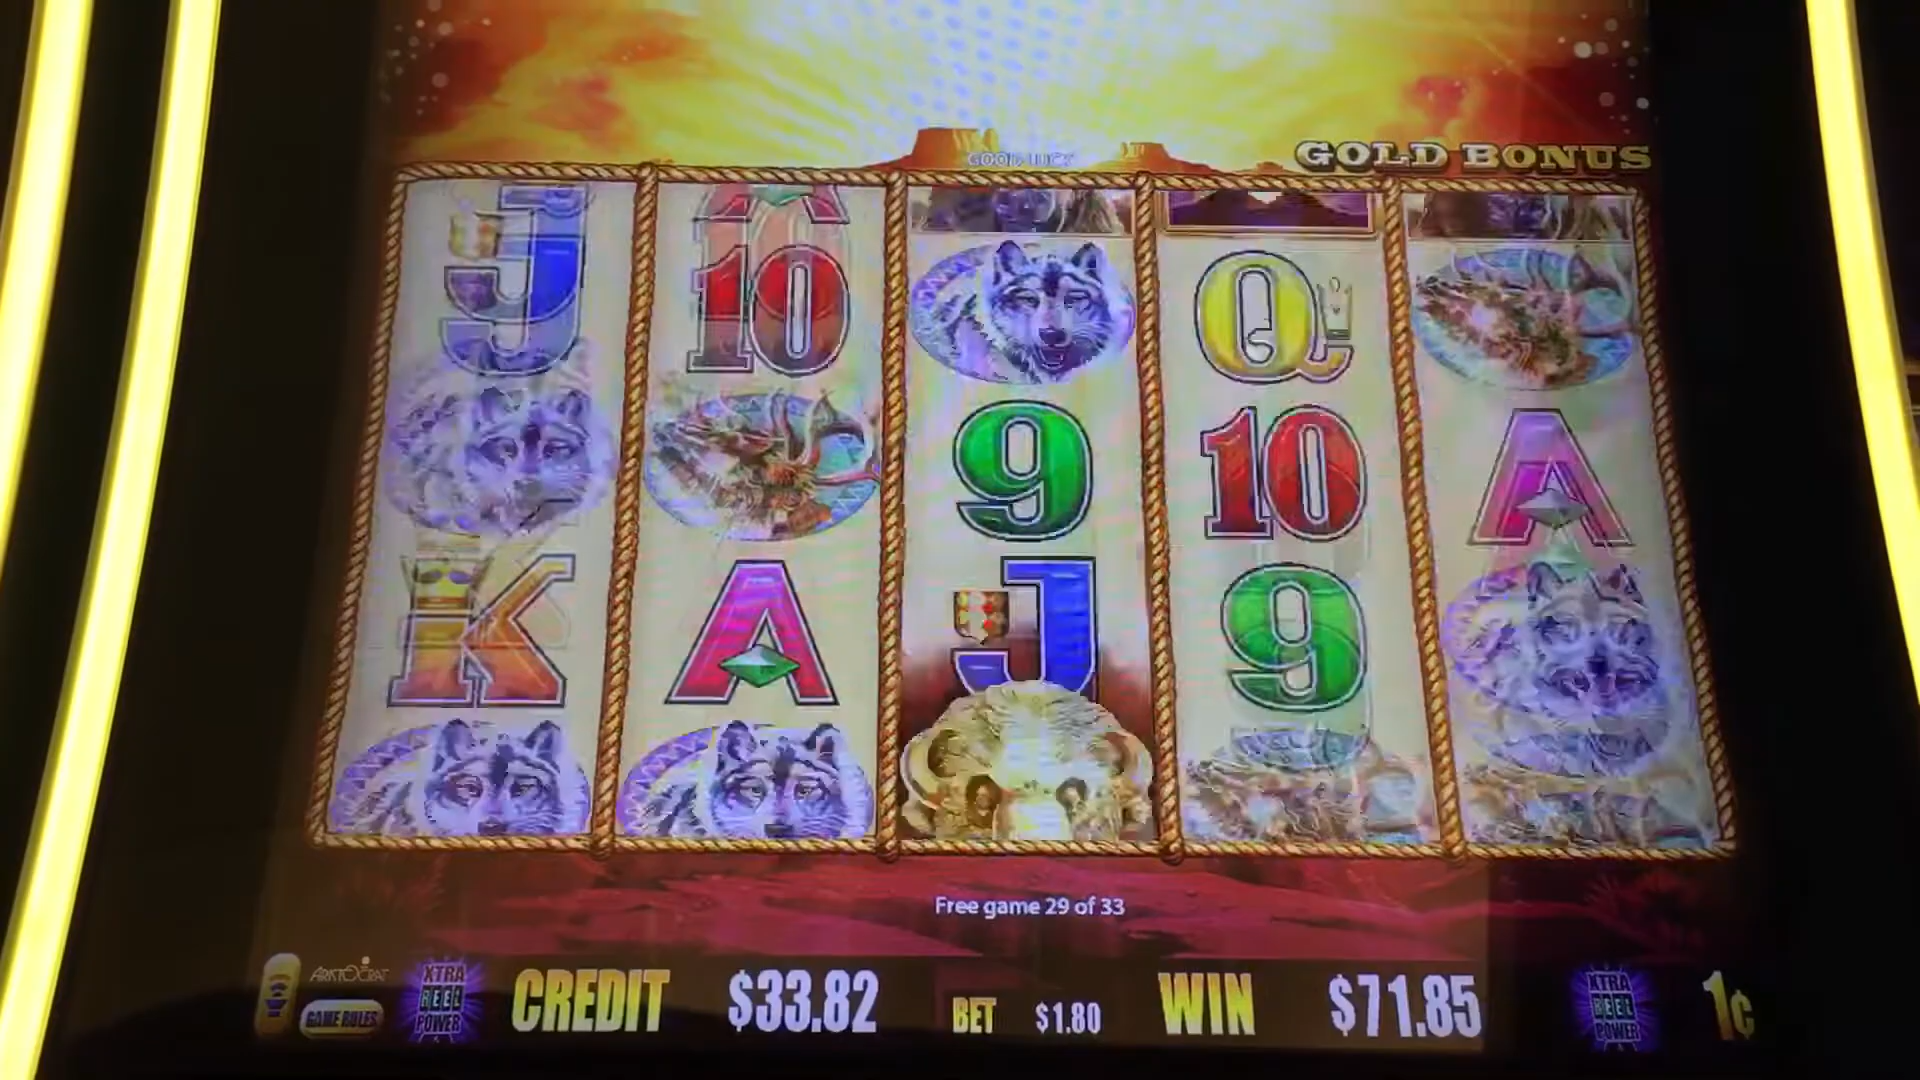 GOOD LUCK
GOLD BONUS
J
10
Q
9
10
A
K
A
J
9
Free game 29 of 33
ARISTOCRAT
GAME RULES
XTRA
REEL
POWER
CREDIT $33.82
BET $1.80
WIN $71.85
XTRA
REEL
POWER
1¢